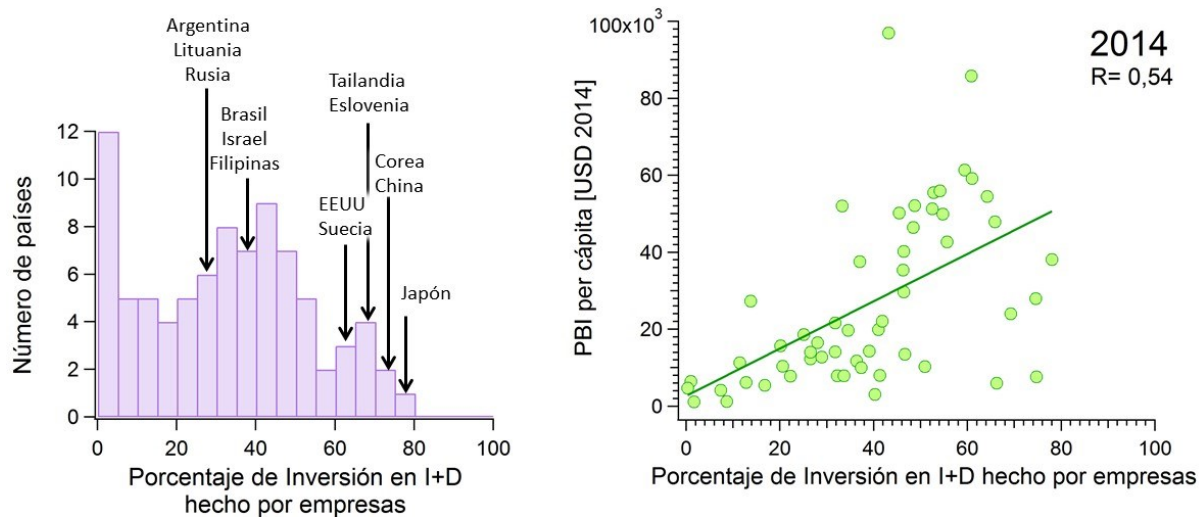 Argentina
Lituania
Rusia
Brasil
Israel
Filipinas
Tailandia
Eslovenia
Corea
China
EEUU
Suecia
Japón
Número de países
12
10
8
6
4
2
0
0
20
40
60
80
100
Porcentaje de Inversión en I+D
hecho por empresas
2014
R= 0,54
PBI per cápita [USD 2014]
100x10³
80
60
40
20
0
0
20
40
60
80
100
Porcentaje de Inversión en I+D hecho por empresas